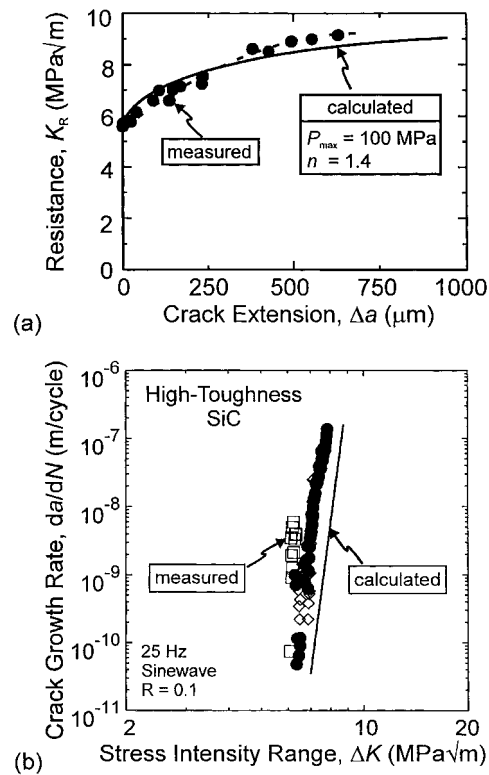 10
8
6
4
2
0
Resistance, K_R (MPa√m)
measured
calculated
P_max = 100 MPa
n = 1.4
0 250 500 750 1000
Crack Extension, Δa (μm)
(a)
10^-6
10^-7
10^-8
10^-9
10^-10
10^-11
Crack Growth Rate, da/dN (m/cycle)
High-Toughness
SiC
measured
calculated
25 Hz
Sinewave
R = 0.1
2 10 20
Stress Intensity Range, ΔK (MPa√m)
(b)